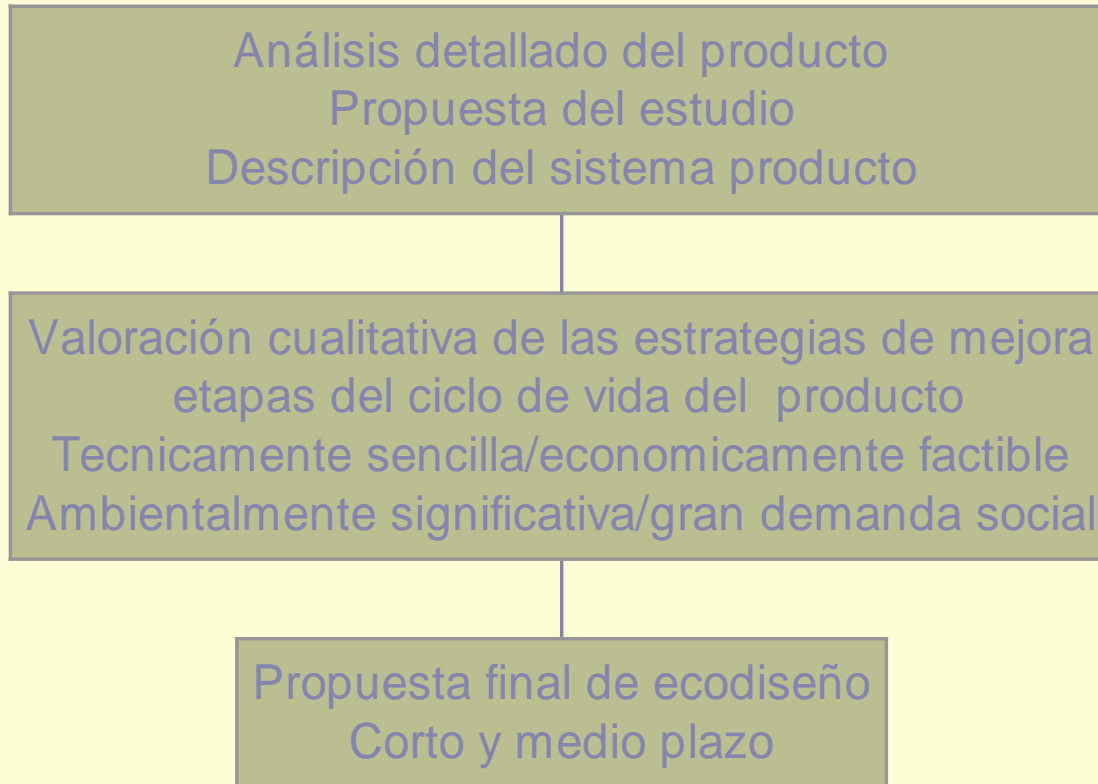 Análisis detallado del producto
Propuesta del estudio
Descripción del sistema producto
Valoración cualitativa de las estrategias de mejora
etapas del ciclo de vida del  producto
Tecnicamente sencilla/economicamente factible
Ambientalmente significativa/gran demanda social
Propuesta final de ecodiseño
Corto y medio plazo